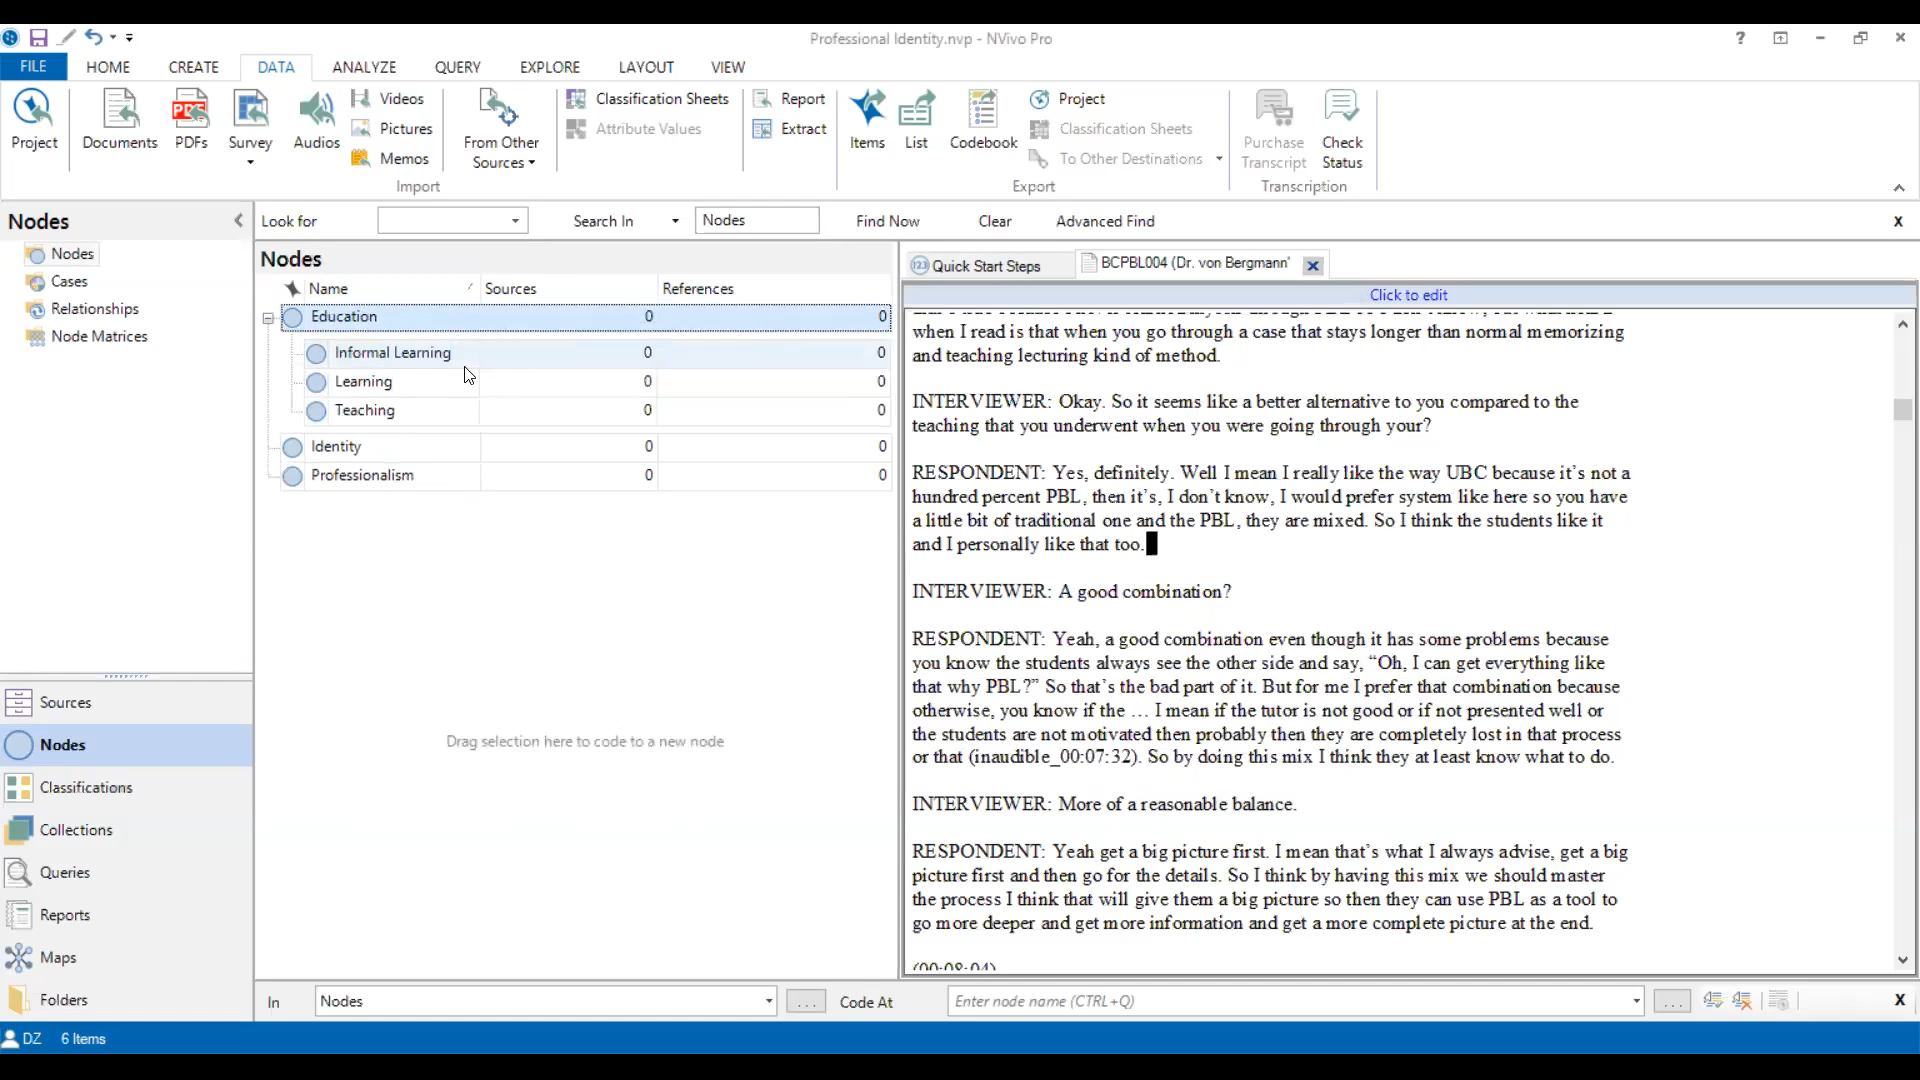 Professional Identity.nvp - NVivo Pro
?
FILE HOME CREATE DATA ANALYZE QUERY EXPLORE LAYOUT VIEW
Project
Documents
PDF
PDFs
Survey
Audios
Videos
Pictures
Memos
From Other
Sources
Import
Classification Sheets
Attribute Values
Report
Extract
Items
List
Codebook
Project
Classification Sheets
To Other Destinations
Export
Purchase
Transcript
Check
Status
Transcription
Nodes
Look for
Search In
Nodes
Find Now
Clear
Advanced Find
X
Nodes
Cases
Relationships
Node Matrices
Sources
Nodes
Classifications
Collections
Queries
Reports
Maps
Folders
Nodes
Name Sources References
Education 0 0
Informal Learning 0 0
Learning 0 0
Teaching 0 0
Identity 0 0
Professionalism 0 0
Drag selection here to code to a new node
123 Quick Start Steps
BCPBL004 (Dr. von Bergmann'
Click to edit
when I read is that when you go through a case that stays longer than normal memorizing
and teaching lecturing kind of method.
INTERVIEWER: Okay. So it seems like a better alternative to you compared to the
teaching that you underwent when you were going through your?
RESPONDENT: Yes, definitely. Well I mean I really like the way UBC because it's not a
hundred percent PBL, then it's, I don't know, I would prefer system like here so you have
a little bit of traditional one and the PBL, they are mixed. So I think the students like it
and I personally like that too.
INTERVIEWER: A good combination?
RESPONDENT: Yeah, a good combination even though it has some problems because
you know the students always see the other side and say, “Oh, I can get everything like
that why PBL?” So that's the bad part of it. But for me I prefer that combination because
otherwise, you know if the … I mean if the tutor is not good or if not presented well or
the students are not motivated then probably then they are completely lost in that process
or that (inaudible_00:07:32). So by doing this mix I think they at least know what to do.
INTERVIEWER: More of a reasonable balance.
RESPONDENT: Yeah get a big picture first. I mean that's what I always advise, get a big
picture first and then go for the details. So I think by having this mix we should master
the process I think that will give them a big picture so then they can use PBL as a tool to
go more deeper and get more information and get a more complete picture at the end.
(00:08:04)
In
Nodes
...
Code At
Enter node name (CTRL+Q)
...
X
DZ 6 Items